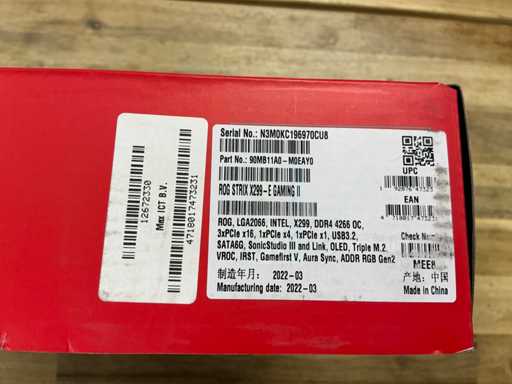 12672330
Max ICT B.V.
4718017473231
Serial No.: N3M0KC196970CU8
Part No.: 90MB11A0-M0EAY0
ROG STRIX X299-E GAMING II
ROG, LGA2066, INTEL, X299, DDR4 4266 OC,
3xPCIe x16, 1xPCIe x4, 1xPCIe x1, USB3.2,
SATA6G, SonicStudio III and Link, OLED, Triple M.2
VROC, IRST, Gamefirst V, Aura Sync, ADDR RGB Gen2
制造年月: 2022-03
Manufacturing date: 2022-03
UPC
EAN
4718017
Check
MEE8
产地: 中国
Made in China